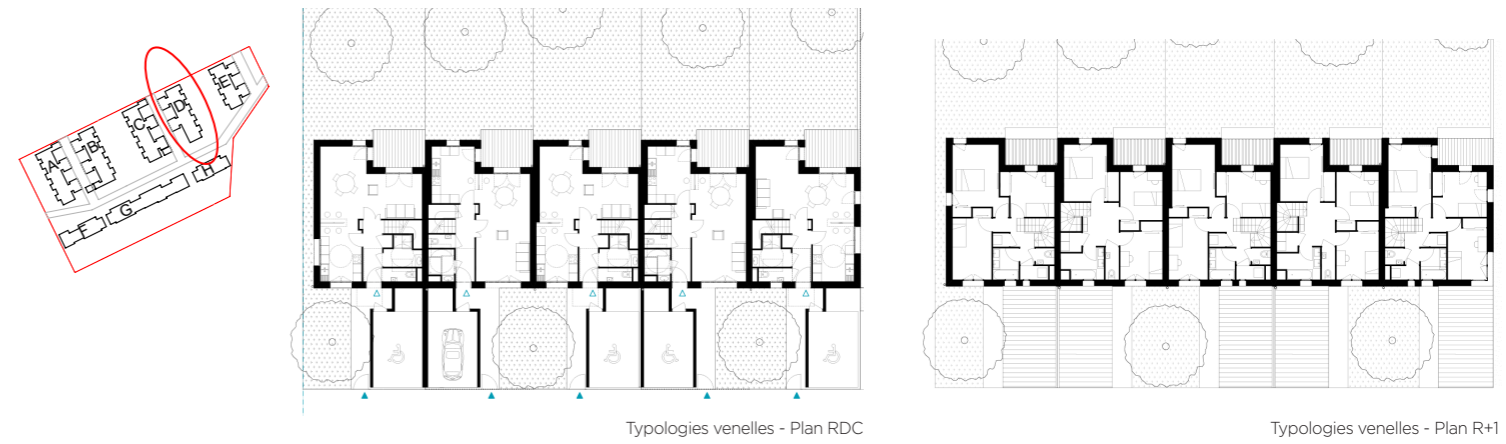 A
B
C
D
E
F
G
H
Typologies venelles - Plan RDC
Typologies venelles - Plan R+1